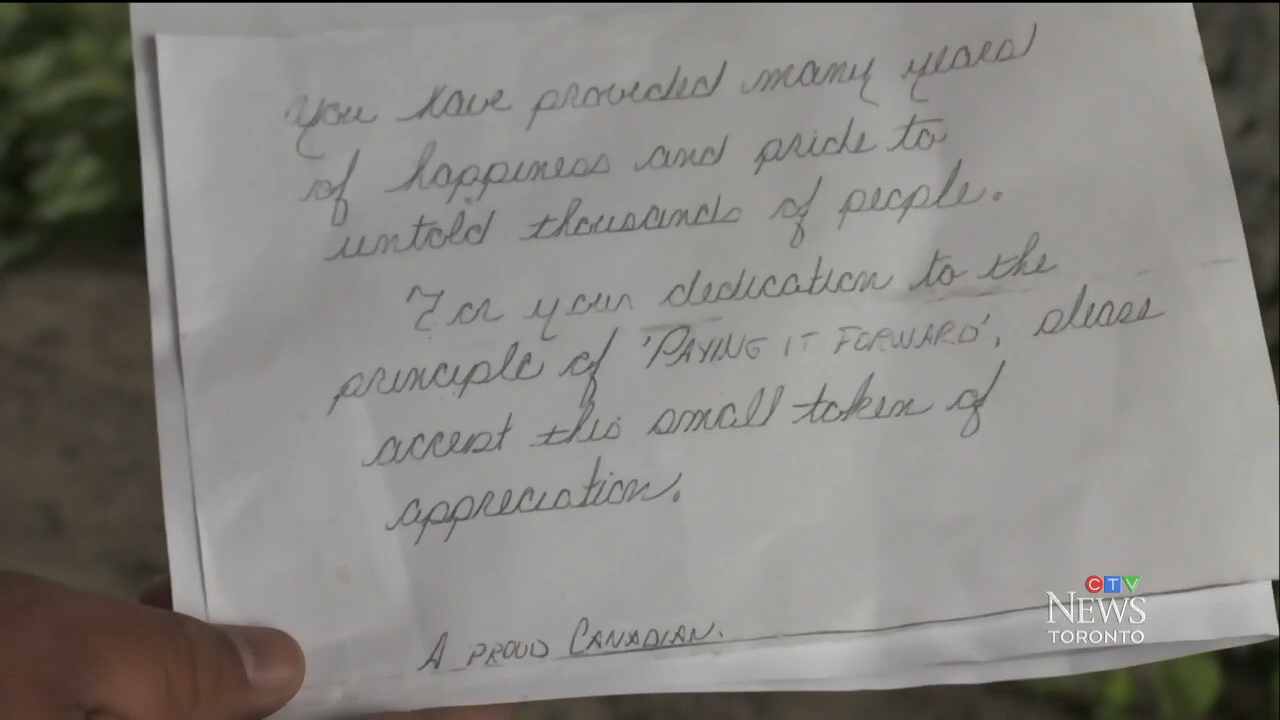 You have provided many years
of happiness and pride to
untold thousands of people.
For your dedication to the
principle of 'PAYING IT FORWARD', please
accept this small token of
appreciation.
A PROUD CANADIAN.
CTV
NEWS
TORONTO